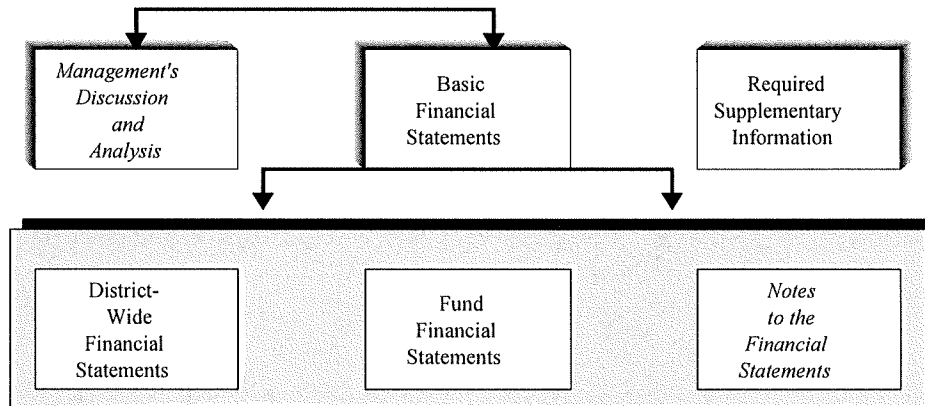 Management's
Discussion
and
Analysis
Basic
Financial
Statements
Required
Supplementary
Information
District-
Wide
Financial
Statements
Fund
Financial
Statements
Notes
to the
Financial
Statements